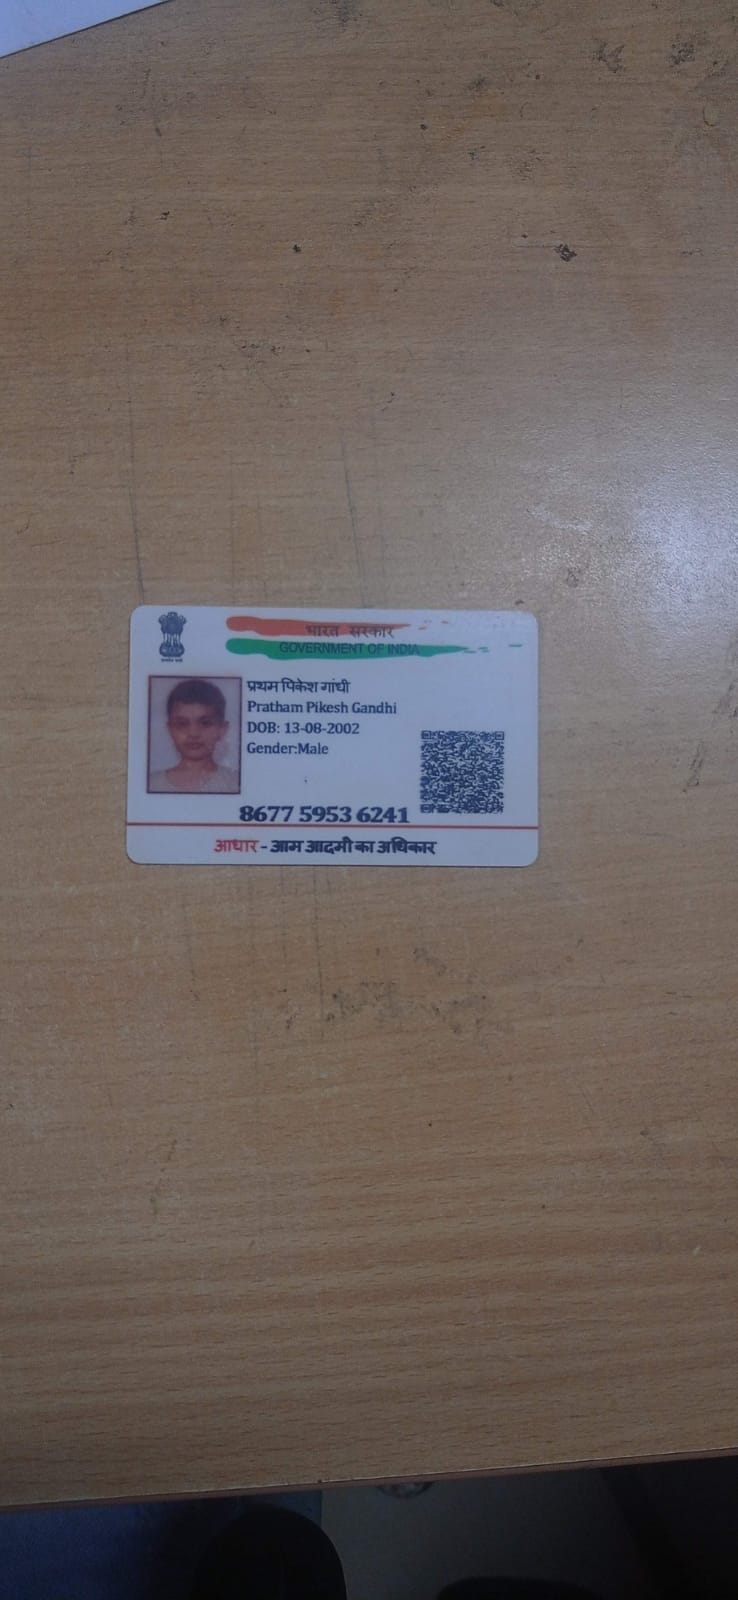 भारत सरकार
GOVERNMENT OF INDIA
प्रथम पिकेश गांधी
Pratham Pikesh Gandhi
DOB: 13-08-2002
Gender:Male
8677 5953 6241
आधार - आम आदमी का अधिकार